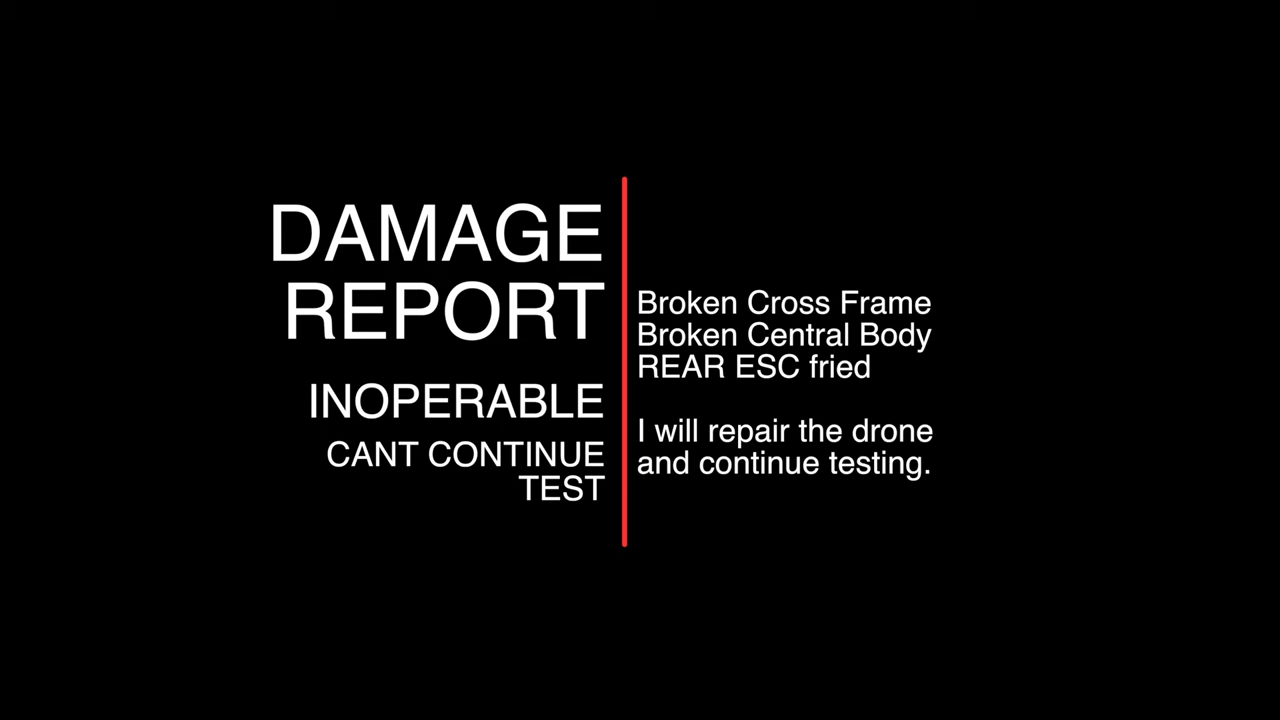 DAMAGE
REPORT
INOPERABLE
CANT CONTINUE
TEST
Broken Cross Frame
Broken Central Body
REAR ESC fried
I will repair the drone
and continue testing.